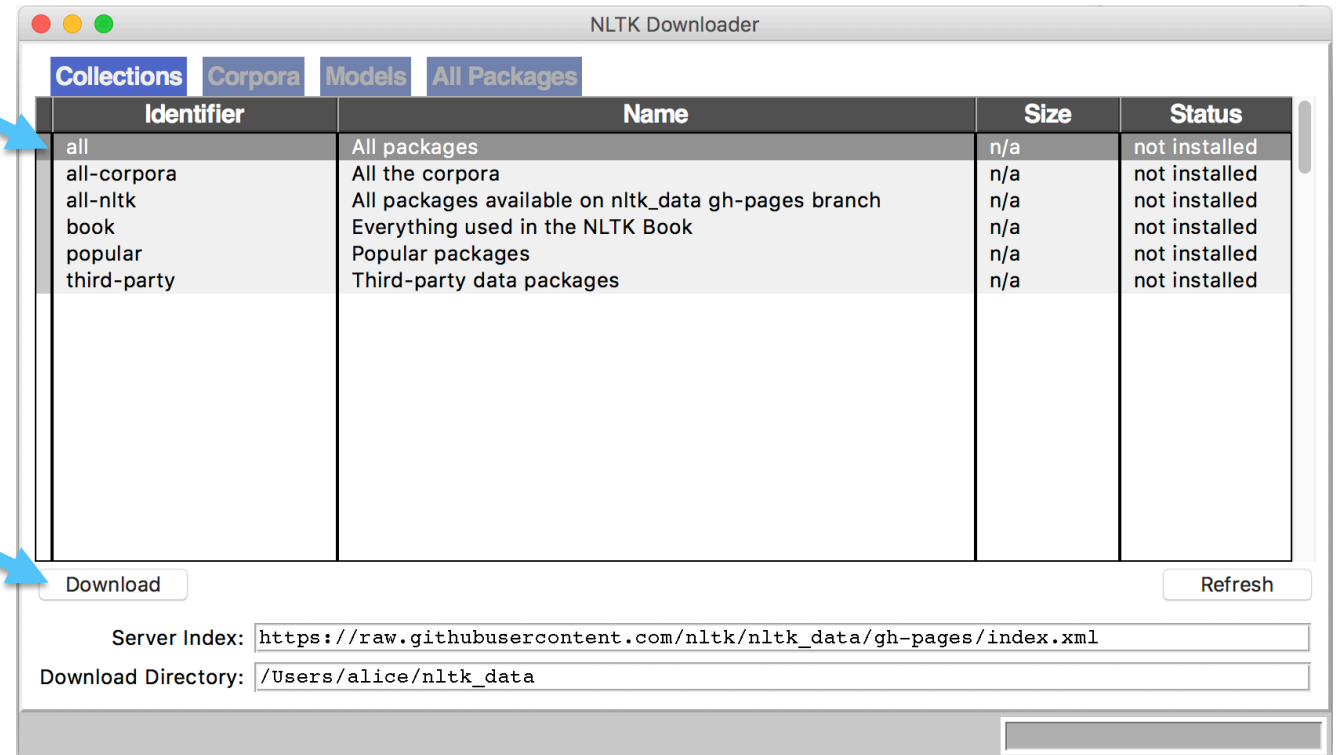 NLTK Downloader
Collections Corpora Models All Packages
Identifier Name Size Status
all All packages n/a not installed
all-corpora All the corpora n/a not installed
all-nltk All packages available on nltk_data gh-pages branch n/a not installed
book Everything used in the NLTK Book n/a not installed
popular Popular packages n/a not installed
third-party Third-party data packages n/a not installed
Download Refresh
Server Index: https://raw.githubusercontent.com/nltk/nltk_data/gh-pages/index.xml
Download Directory: /Users/alice/nltk_data